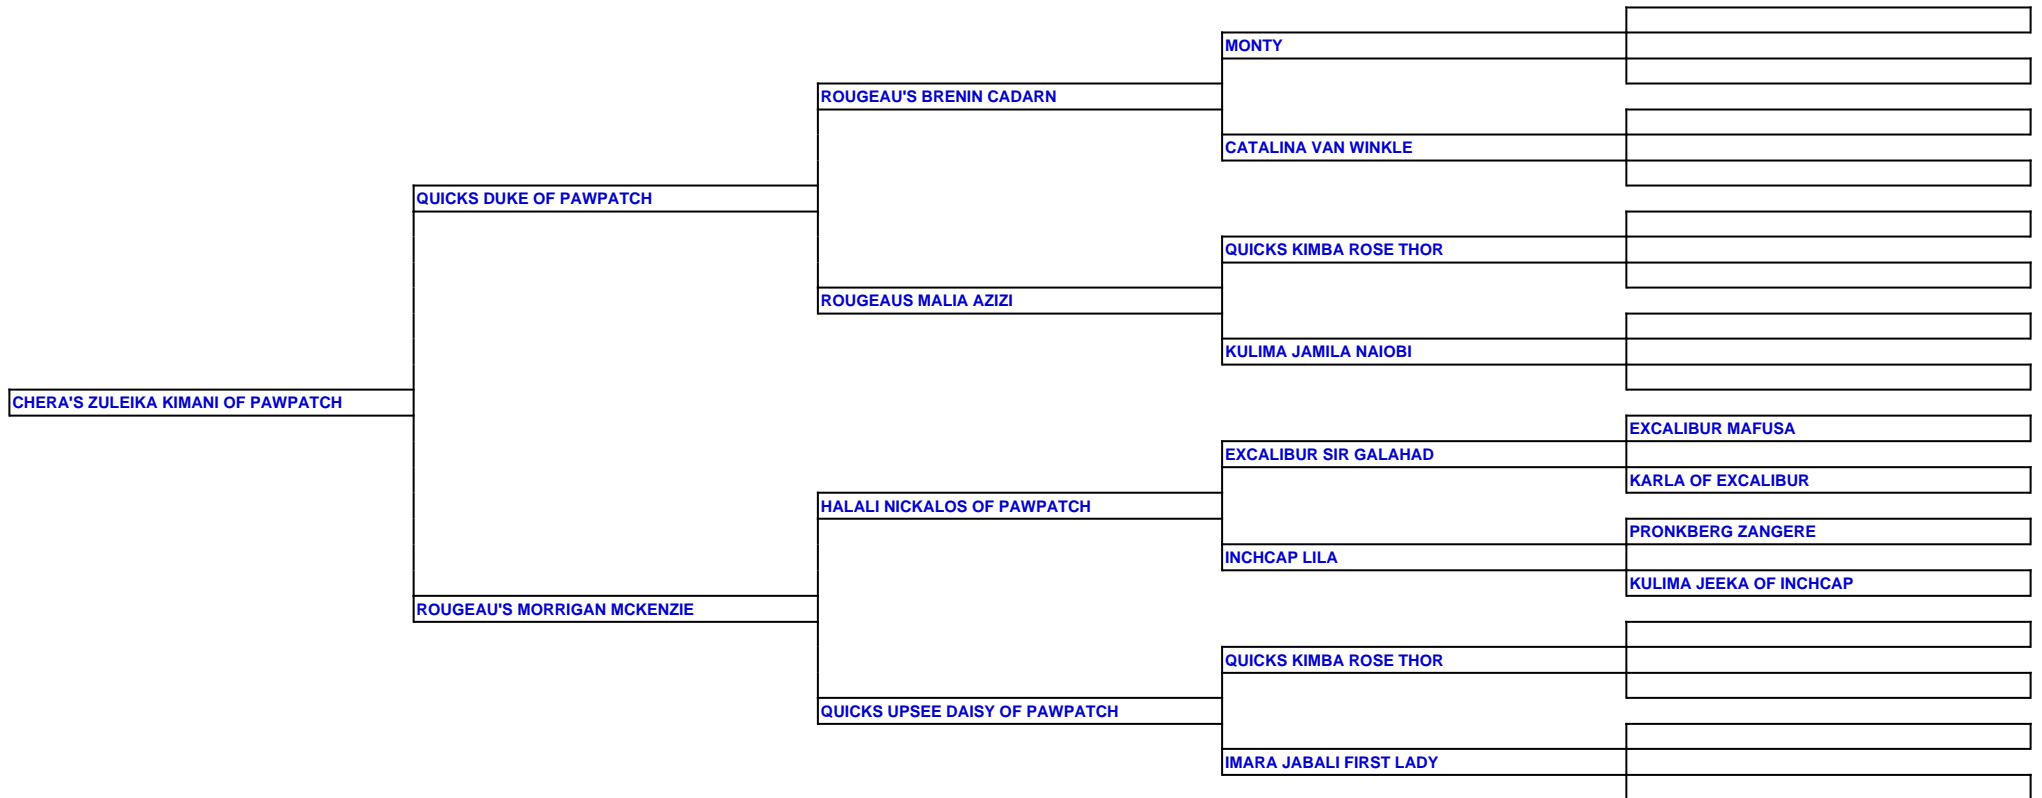 MONTY
ROUGEAU'S BRENIN CADARN
CATALINA VAN WINKLE
QUICKS DUKE OF PAWPATCH
QUICKS KIMBA ROSE THOR
ROUGEAUS MALIA AZIZI
KULIMA JAMILA NAIOBI
CHERA'S ZULEIKA KIMANI OF PAWPATCH
EXCALIBUR MAFUSA
EXCALIBUR SIR GALAHAD
KARLA OF EXCALIBUR
HALALI NICKALOS OF PAWPATCH
PRONKBERG ZANGERE
INCHCAP LILA
KULIMA JEEKA OF INCHCAP
ROUGEAU'S MORRIGAN MCKENZIE
QUICKS KIMBA ROSE THOR
QUICKS UPSEE DAISY OF PAWPATCH
IMARA JABALI FIRST LADY